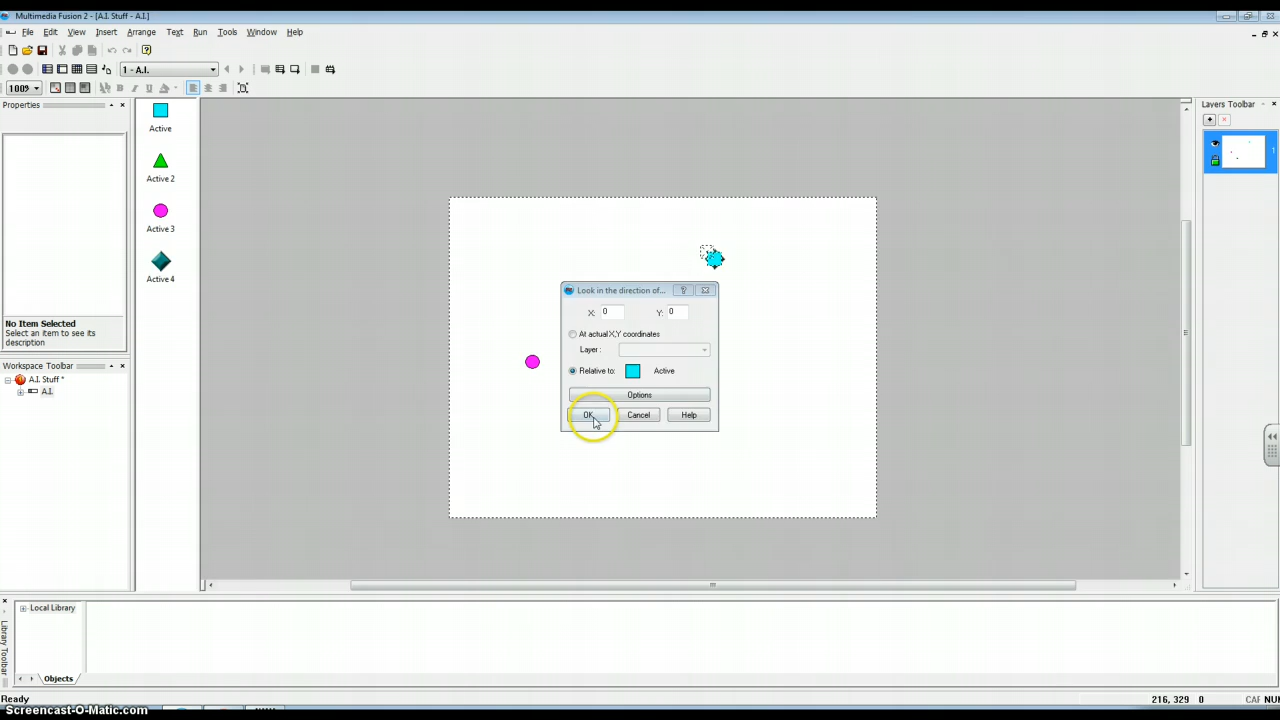 Multimedia Fusion 2 - [A.I. Stuff - A.I.]
File Edit View Insert Arrange Text Run Tools Window Help
1 - A.I.
100%
Properties
Layers Toolbar
1
Active
Active 2
Active 3
Active 4
No Item Selected
Select an item to see its
description
Workspace Toolbar
A.I. Stuff *
A.I.
Look in the direction of...
X: 0 Y: 0
At actual X,Y coordinates
Layer :
Relative to: Active
Options
OK Cancel Help
Library Toolbar
Local Library
Objects
Ready
216, 329 0 CAF NUM
Screencast-O-Matic.com